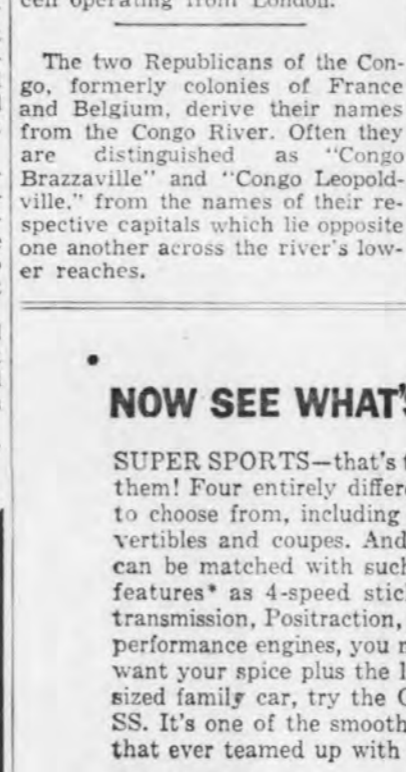 cell operating from London.
The two Republicans of the Con-
go, formerly colonies of France
and Belgium, derive their names
from the Congo River. Often they
are distinguished as "Congo
Brazzaville" and "Congo Leopold-
ville," from the names of their re-
spective capitals which lie opposite
one another across the river's low-
er reaches.
NOW SEE WHAT'S
SUPER SPORTS—that's t
them! Four entirely differe
to choose from, including
vertibles and coupes. And
can be matched with such
features* as 4-speed stic
transmission, Positraction,
performance engines, you m
want your spice plus the l
sized family car, try the C
SS. It's one of the smooth
that ever teamed up with